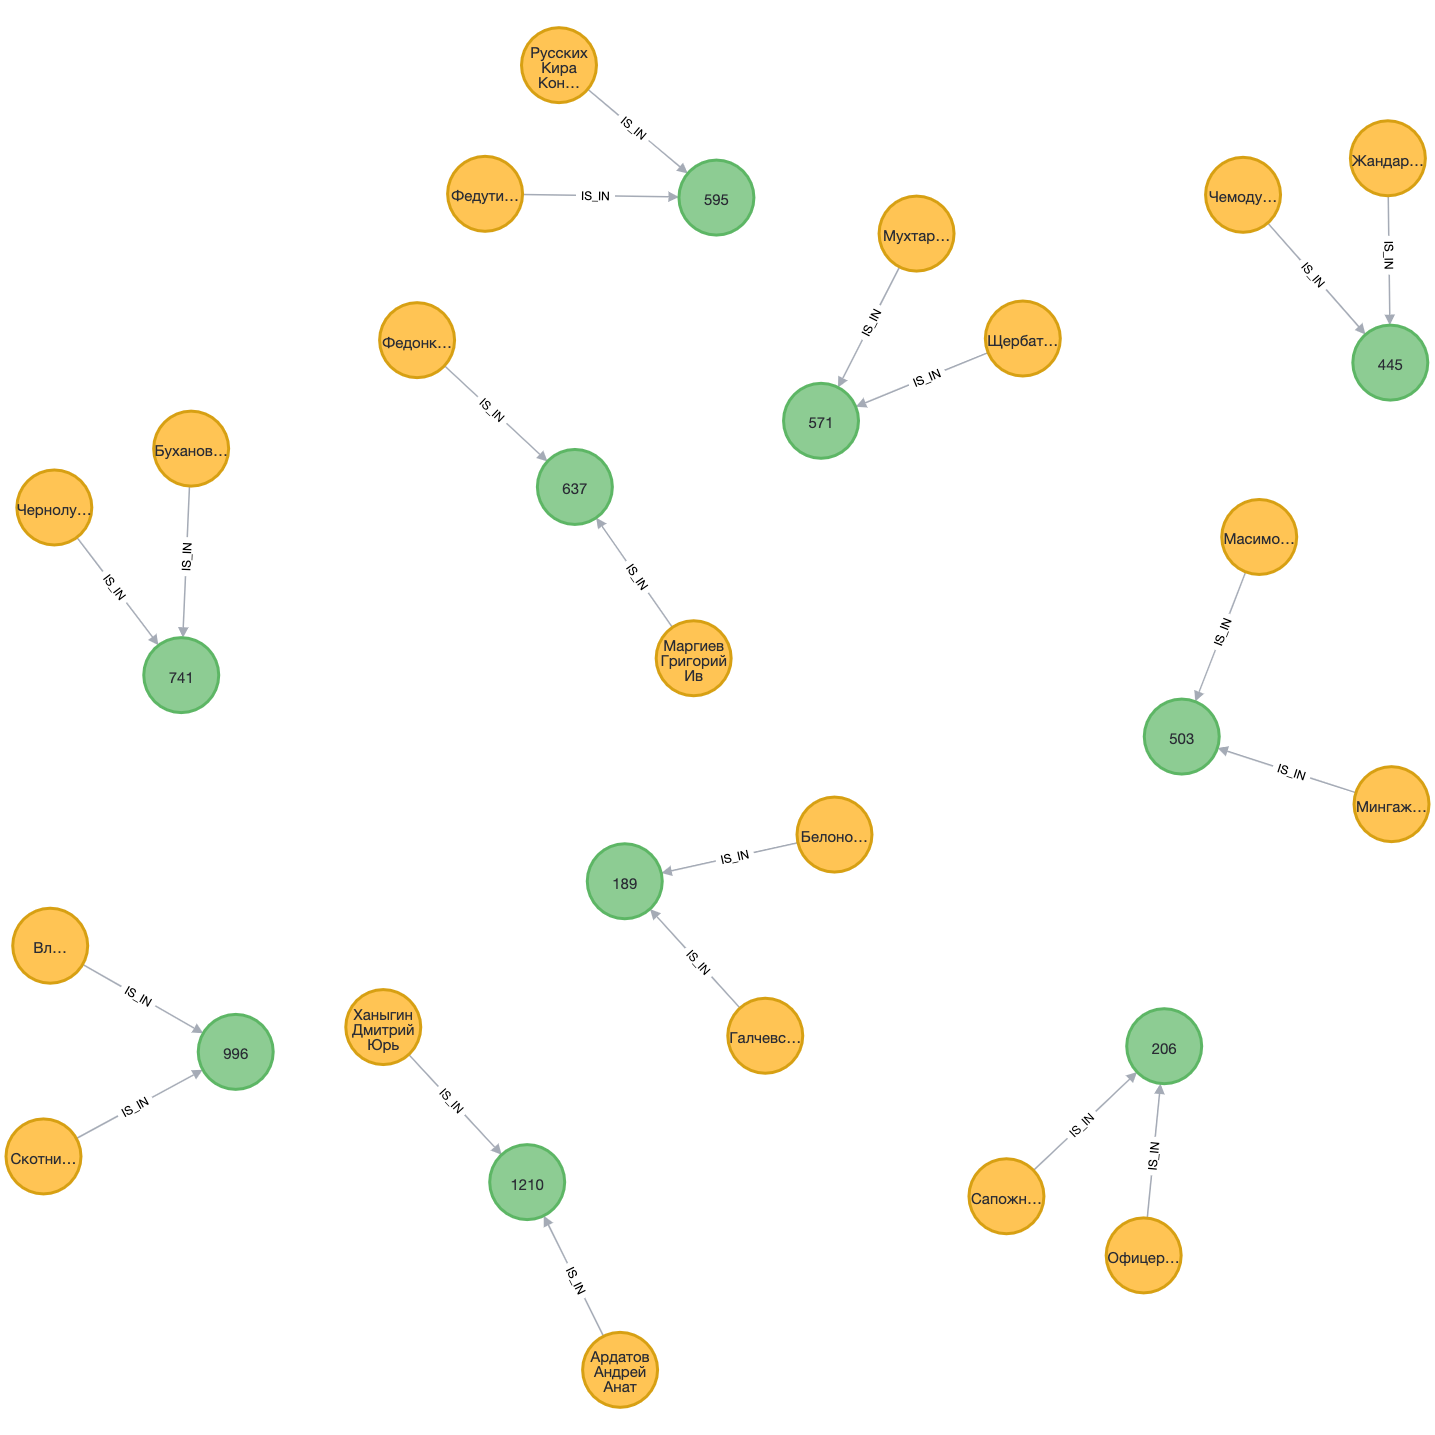 Русских
Кира
Кон…
IS_IN
Федути…
IS_IN
595
Жандар…
Чемоду…
IS_IN
IS_IN
445
Мухтар…
IS_IN
Щербат…
IS_IN
571
Федонк…
IS_IN
637
IS_IN
Маргиев
Григорий
Ив
Буханов…
Чернолу…
IS_IN
IS_IN
741
Масимо…
IS_IN
503
IS_IN
Мингаж…
Белоно…
IS_IN
189
IS_IN
Галчевс…
Вл…
IS_IN
996
IS_IN
Скотни…
Ханыгин
Дмитрий
Юрь
IS_IN
1210
IS_IN
Ардатов
Андрей
Анат
206
IS_IN
IS_IN
Сапожн…
Офицер…